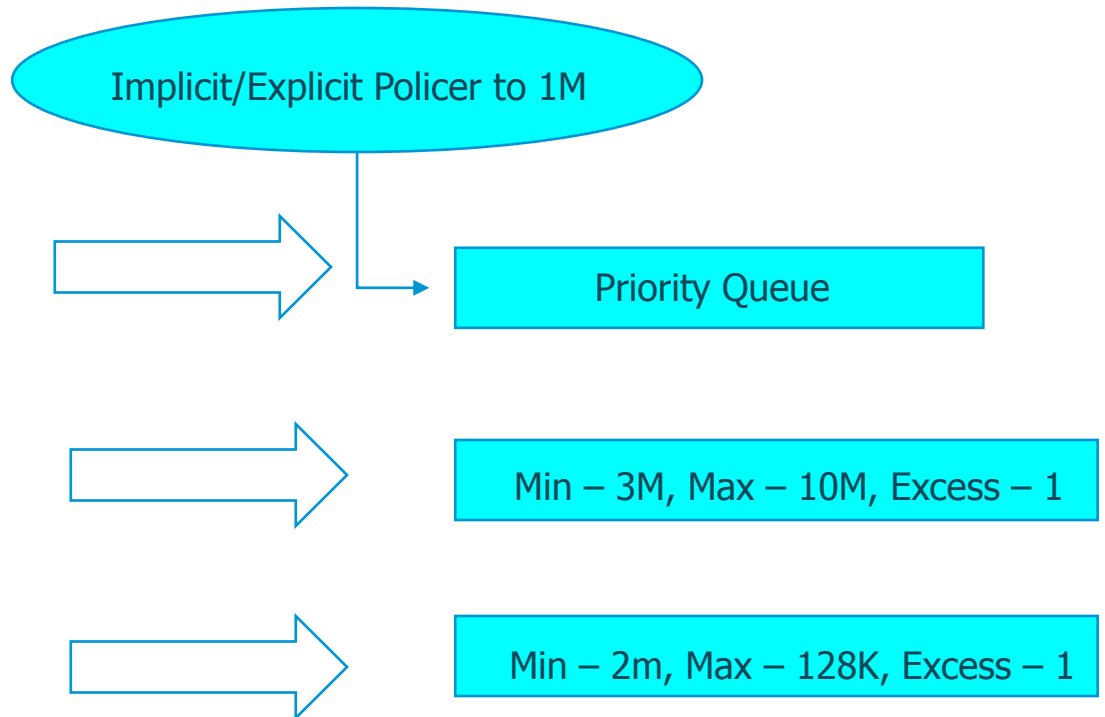 Implicit/Explicit Policer to 1M
Priority Queue
Min – 3M, Max – 10M, Excess – 1
Min – 2m, Max – 128K, Excess – 1